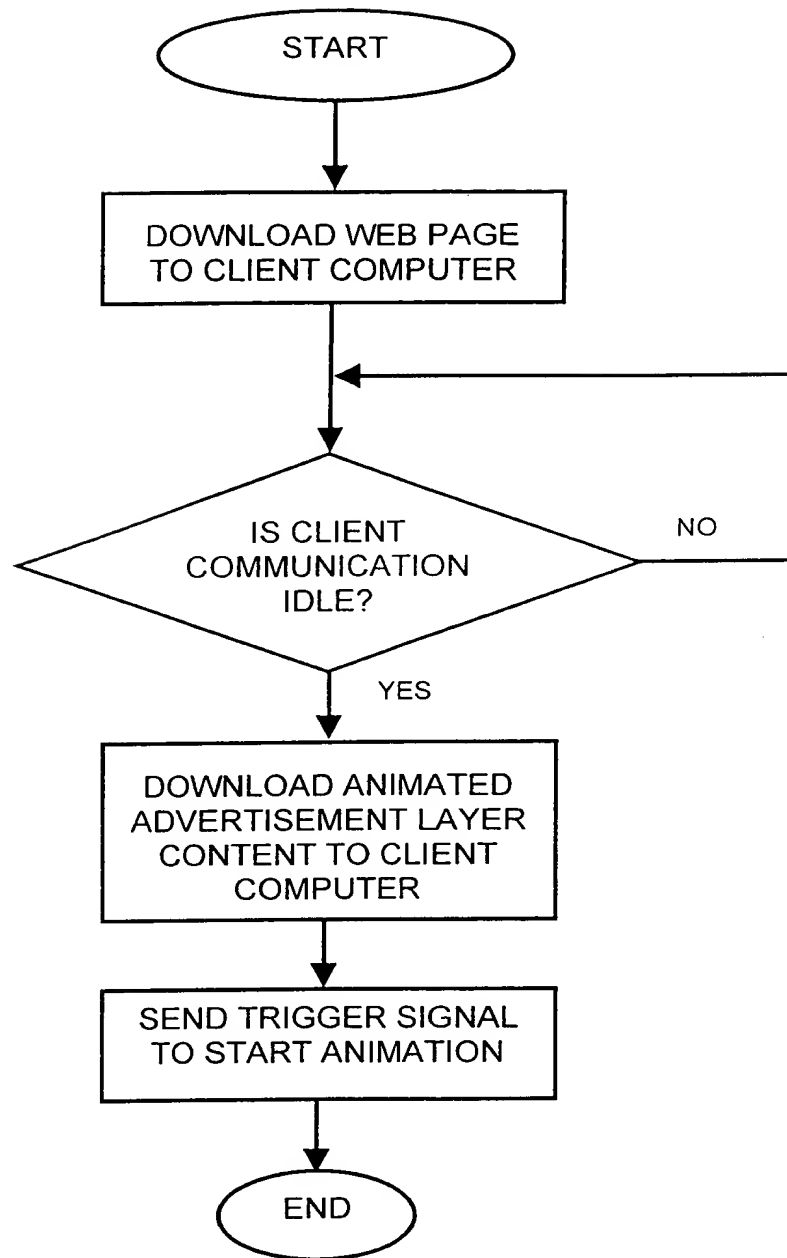 START
DOWNLOAD WEB PAGE
TO CLIENT COMPUTER
IS CLIENT
COMMUNICATION
IDLE?
NO
YES
DOWNLOAD ANIMATED
ADVERTISEMENT LAYER
CONTENT TO CLIENT
COMPUTER
SEND TRIGGER SIGNAL
TO START ANIMATION
END